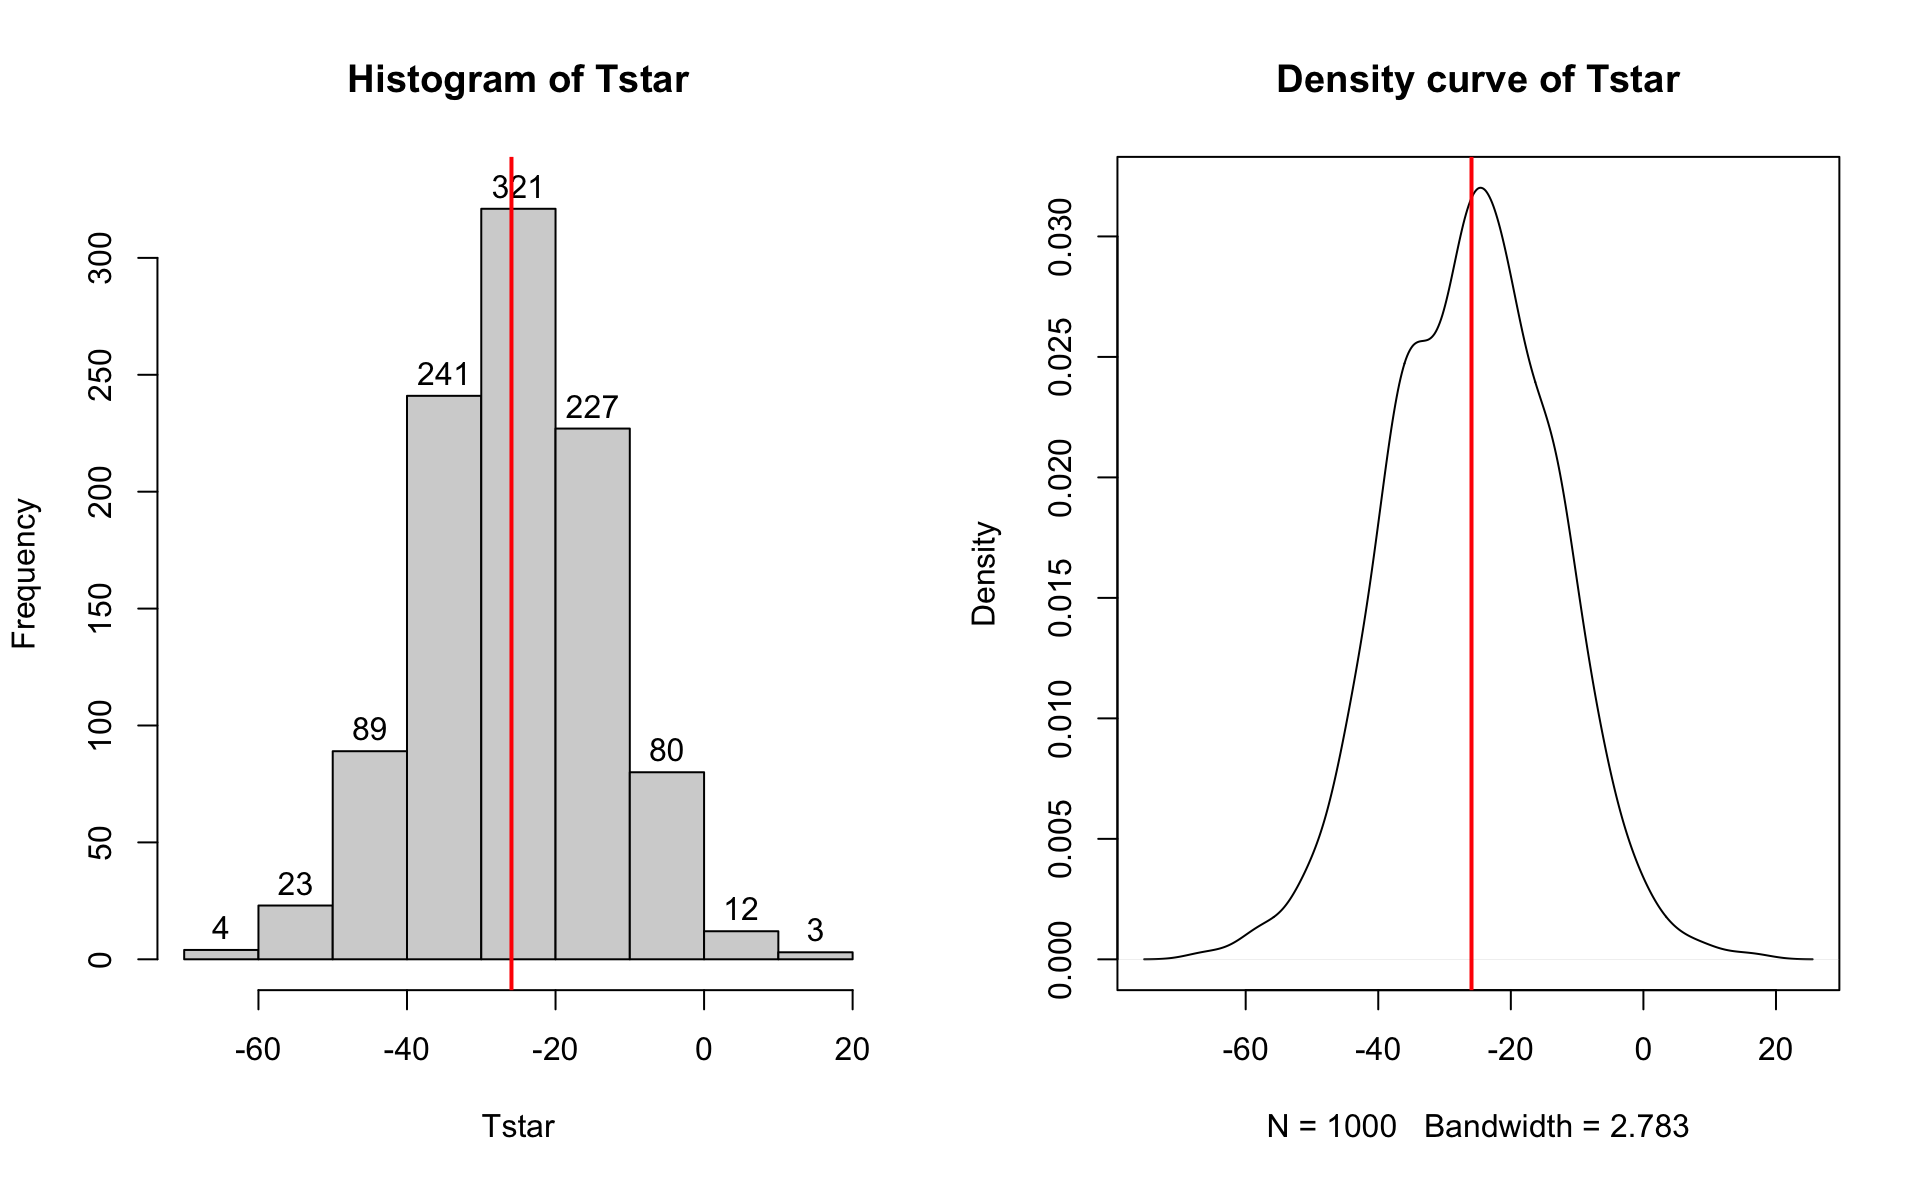 Histogram of Tstar
Frequency
0 50 100 150 200 250 300
4 23 89 241 321 227 80 12 3
-60 -40 -20 0 20
Tstar
Density curve of Tstar
Density
0.000 0.005 0.010 0.015 0.020 0.025 0.030
-60 -40 -20 0 20
N = 1000 Bandwidth = 2.783